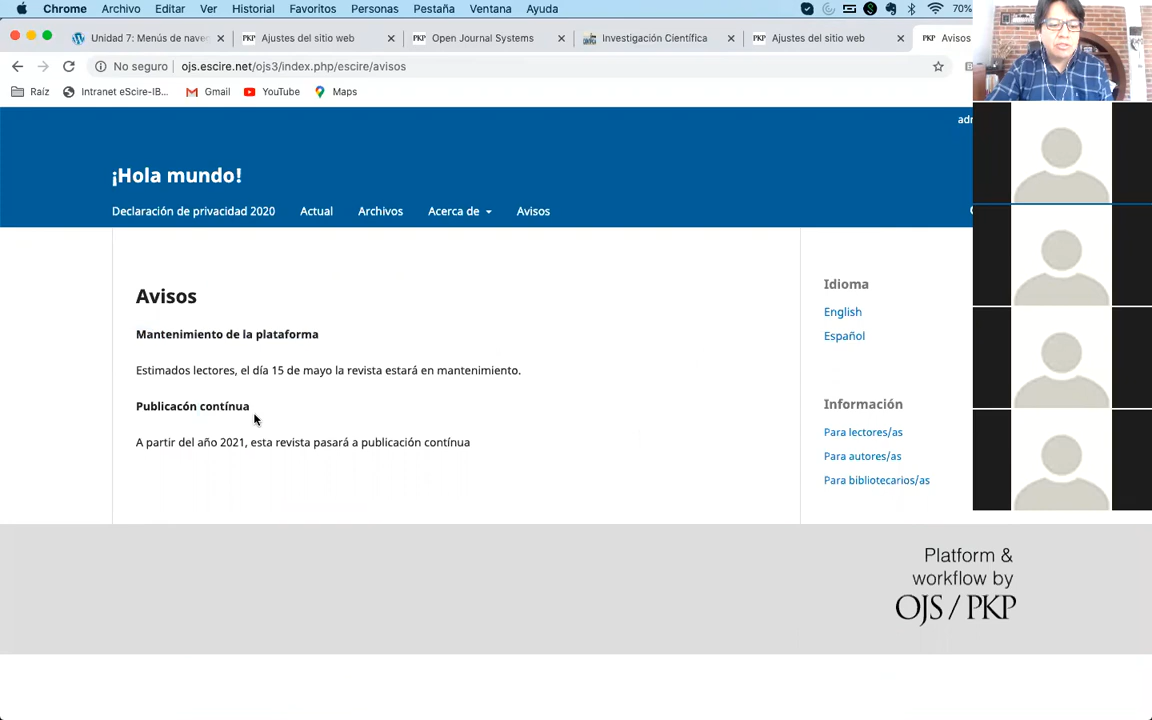 Chrome Archivo Editar Ver Historial Favoritos Personas Pestaña Ventana Ayuda 70%
Unidad 7: Menús de nave Ajustes del sitio web Open Journal Systems Investigación Científica Ajustes del sitio web Avisos
No seguro ojs.escire.net/ojs3/index.php/escire/avisos
Raíz Intranet eScire-IB... Gmail YouTube Maps
¡Hola mundo!
Declaración de privacidad 2020 Actual Archivos Acerca de Avisos
Avisos
Mantenimiento de la plataforma
Estimados lectores, el día 15 de mayo la revista estará en mantenimiento.
Publicacón contínua
A partir del año 2021, esta revista pasará a publicación contínua
Idioma
English
Español
Información
Para lectores/as
Para autores/as
Para bibliotecarios/as
Platform &
workflow by
OJS / PKP